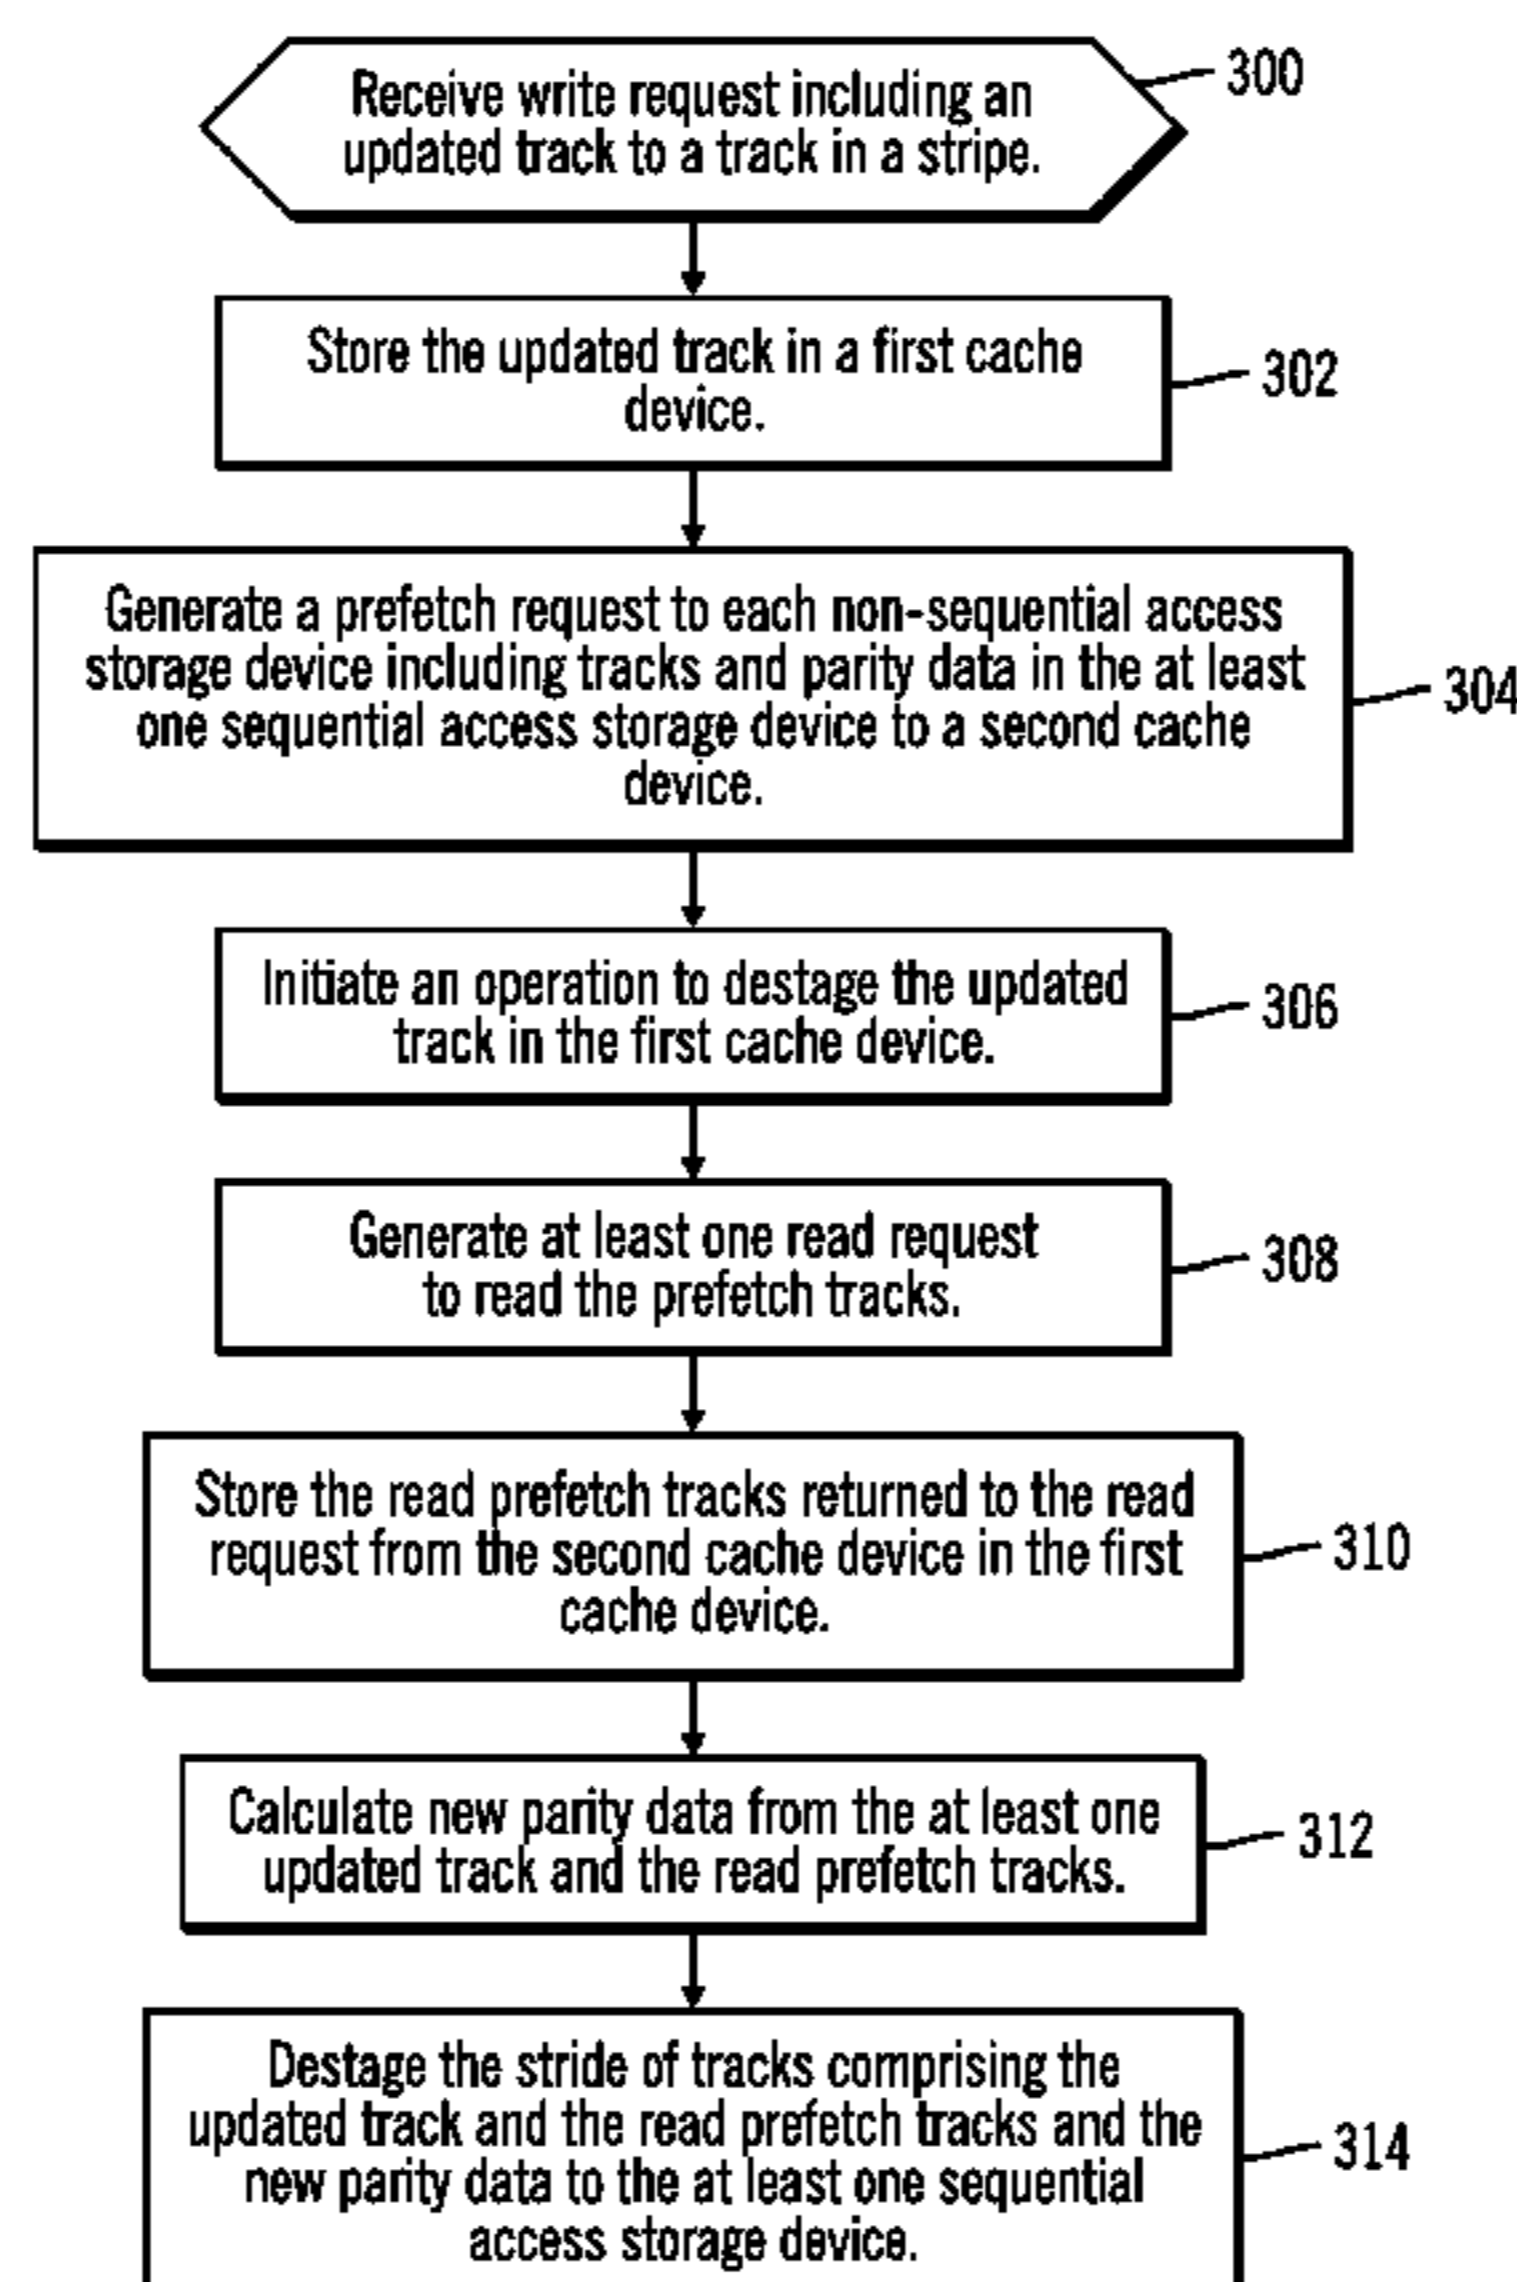 Receive write request including an
updated track to a track in a stripe.
300
Store the updated track in a first cache
device.
302
Generate a prefetch request to each non-sequential access
storage device including tracks and parity data in the at least
one sequential access storage device to a second cache
device.
304
Initiate an operation to destage the updated
track in the first cache device.
306
Generate at least one read request
to read the prefetch tracks.
308
Store the read prefetch tracks returned to the read
request from the second cache device in the first
cache device.
310
Calculate new parity data from the at least one
updated track and the read prefetch tracks.
312
Destage the stride of tracks comprising the
updated track and the read prefetch tracks and the
new parity data to the at least one sequential
access storage device.
314